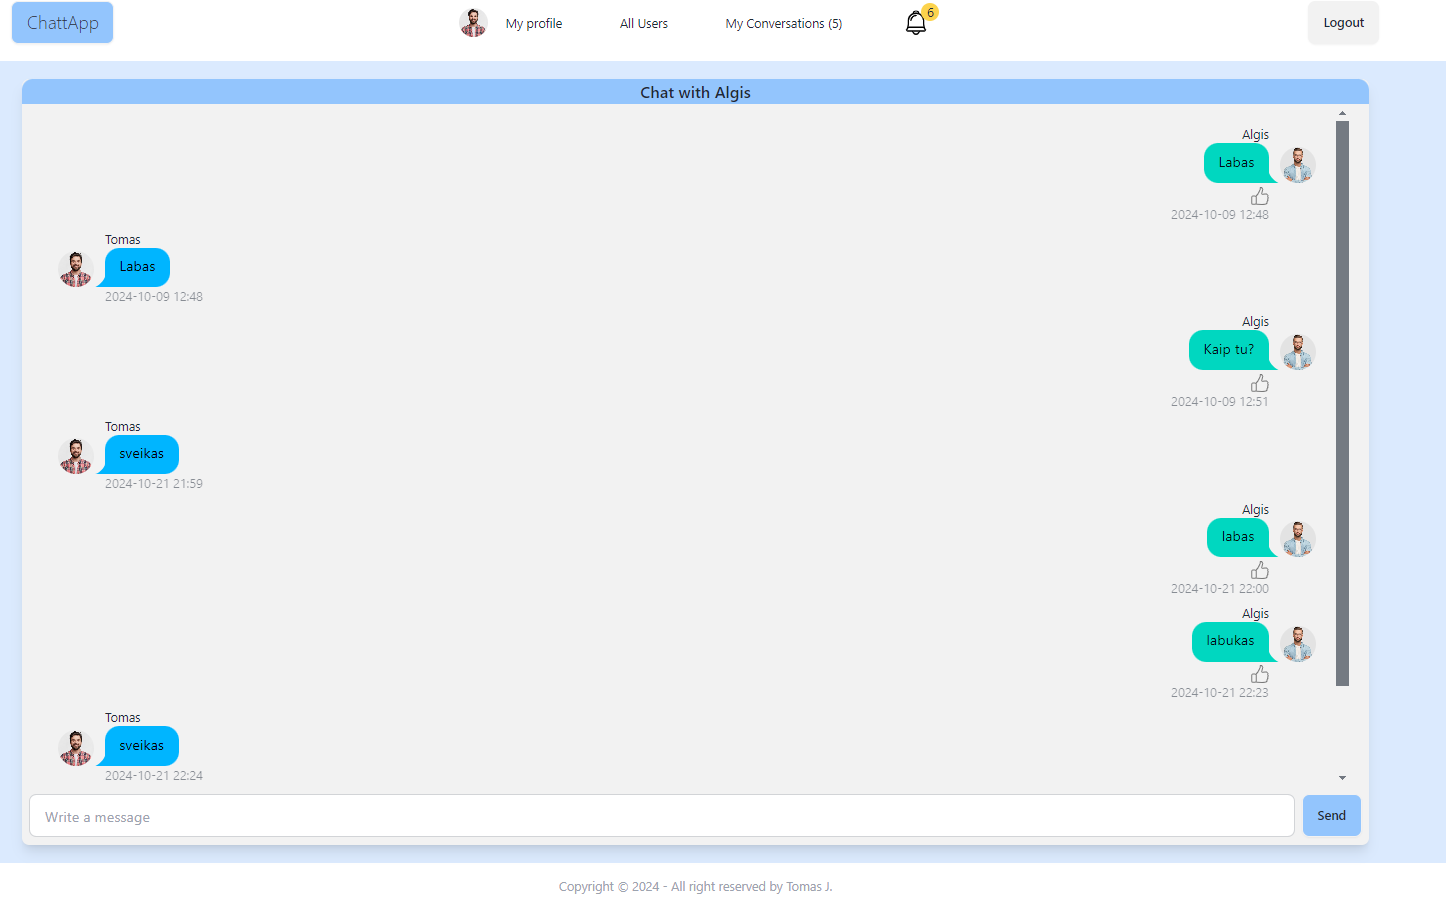 ChattApp
My profile
All Users
My Conversations (5)
6
Logout
Chat with Algis
Algis
Labas
2024-10-09 12:48
Tomas
Labas
2024-10-09 12:48
Algis
Kaip tu?
2024-10-09 12:51
Tomas
sveikas
2024-10-21 21:59
Algis
labas
2024-10-21 22:00
Algis
labukas
2024-10-21 22:23
Tomas
sveikas
2024-10-21 22:24
Write a message
Send
Copyright © 2024 - All right reserved by Tomas J.